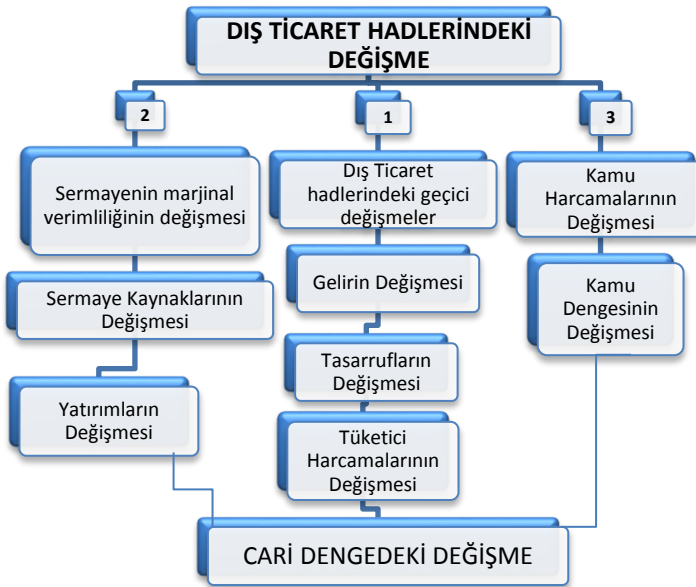 DIŞ TİCARET HADLERİNDEKİ
DEĞİŞME
2
1
3
Sermayenin marjinal
verimliliğinin değişmesi
Sermaye Kaynaklarının
Değişmesi
Yatırımların
Değişmesi
Dış Ticaret
hadlerindeki geçici
değişmeler
Gelirin Değişmesi
Tasarrufların
Değişmesi
Tüketici
Harcamalarının
Değişmesi
Kamu
Harcamalarının
Değişmesi
Kamu
Dengesinin
Değişmesi
CARİ DENGEDEKİ DEĞİŞME